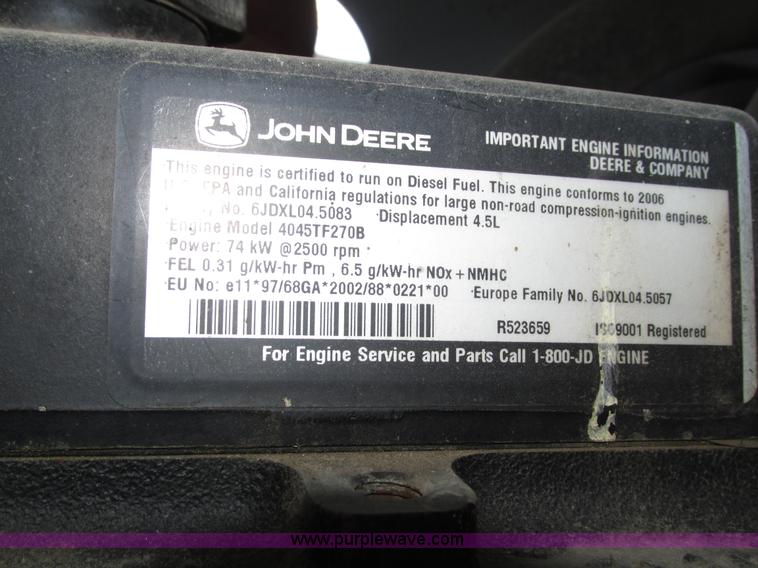 JOHN DEERE
IMPORTANT ENGINE INFORMATION
DEERE & COMPANY
This engine is certified to run on Diesel Fuel. This engine conforms to 2006
EPA and California regulations for large non-road compression-ignition engines.
No. 6JDXL04.5083 Displacement 4.5L
Engine Model 4045TF270B
Power: 74 kW @2500 rpm
FEL 0.31 g/kW-hr Pm , 6.5 g/kW-hr NOx + NMHC
EU No: e11*97/68GA*2002/88*0221*00 Europe Family No. 6JDXL04.5057
R523659 ISO9001 Registered
For Engine Service and Parts Call 1-800-JD ENGINE
www.purplewave.com